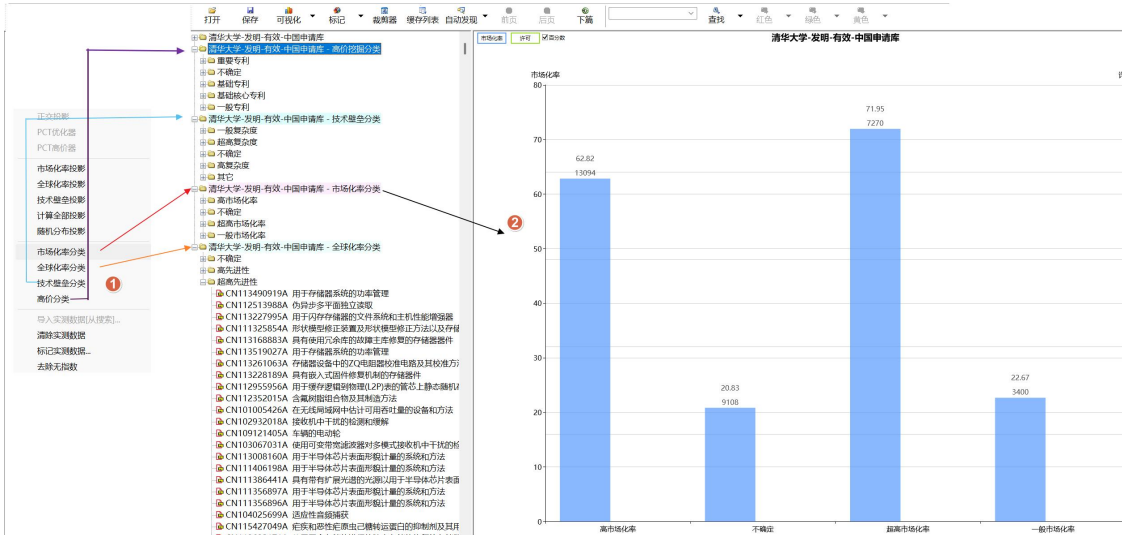 打开
保存
可视化
标记
裁剪器
缓存列表
自动发现
前页
后页
下篇
查找
红色
绿色
黄色
正交投影
PCT优化器
PCT高价器
市场化率投影
全球化率投影
技术壁垒投影
计算全部投影
随机分布投影
市场化率分类
全球化率分类
技术壁垒分类
高价分类
导入实测数据[从搜索]...
清除实测数据
标记实测数据...
去除无指数
1
清华大学-发明-有效-中国申请库
清华大学-发明-有效-中国申请库 - 高价挖掘分类
重要专利
不确定
基础专利
基础核心专利
一般专利
清华大学-发明-有效-中国申请库 - 技术壁垒分类
一般复杂度
超高复杂度
不确定
高复杂度
其它
清华大学-发明-有效-中国申请库 - 市场化率分类
高市场化率
不确定
超高市场化率
一般市场化率
清华大学-发明-有效-中国申请库 - 全球化率分类
不确定
高先进性
超高先进性
CN113490919A 用于存储器系统的功率管理
CN112513988A 伪异步多平面独立读取
CN113227995A 用于闪存存储器的文件系统和主机性能增强器
CN111325854A 形状模型修正装置及形状模型修正方法以及存储
CN113168883A 具有使用冗余库的故障主库修复的存储器器件
CN113519027A 用于存储器系统的功率管理
CN113261063A 存储器设备中的ZQ电阻器校准电路及其校准方法
CN113228189A 具有嵌入式固件修复机制的存储器件
CN112955956A 用于缓存逻辑到物理(L2P)表的管芯上静态随机存
CN112352015A 含氟树脂组合物及其制造方法
CN101005426A 在无线局域网中估计可用吞吐量的设备和方法
CN102932018A 接收机中干扰的检测和缓解
CN109121405A 车辆的电动轮
CN103067031A 使用可变带宽滤波器对多模式接收机中干扰的检
CN113008160A 用于半导体芯片表面形貌计量的系统和方法
CN111406198A 用于半导体芯片表面形貌计量的系统和方法
CN111386441A 具有带有扩展光谱的光源以用于半导体芯片表面
CN111356897A 用于半导体芯片表面形貌计量的系统和方法
CN111356896A 用于半导体芯片表面形貌计量的系统和方法
CN104025699A 适应性音频捕获
CN115427049A 疟疾和恶性疟原虫己糖转运蛋白的抑制剂及其用
2
市场化率
许可
百分数
清华大学-发明-有效-中国申请库
市场化率
80
70
60
50
40
30
20
10
0
62.82
13094
20.83
9108
71.95
7270
22.67
3400
高市场化率
不确定
超高市场化率
一般市场化率